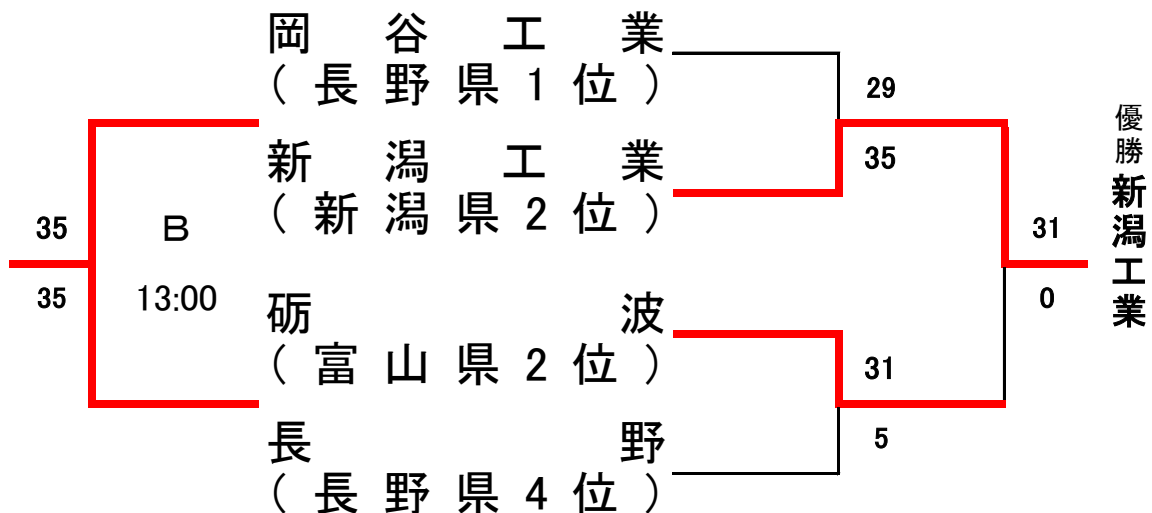 岡谷工業
(長野県1位)
新潟工業
(新潟県2位)
砺波
(富山県2位)
長野
(長野県4位)
35
35
B
13:00
29
35
31
5
31
0
優勝 新潟工業